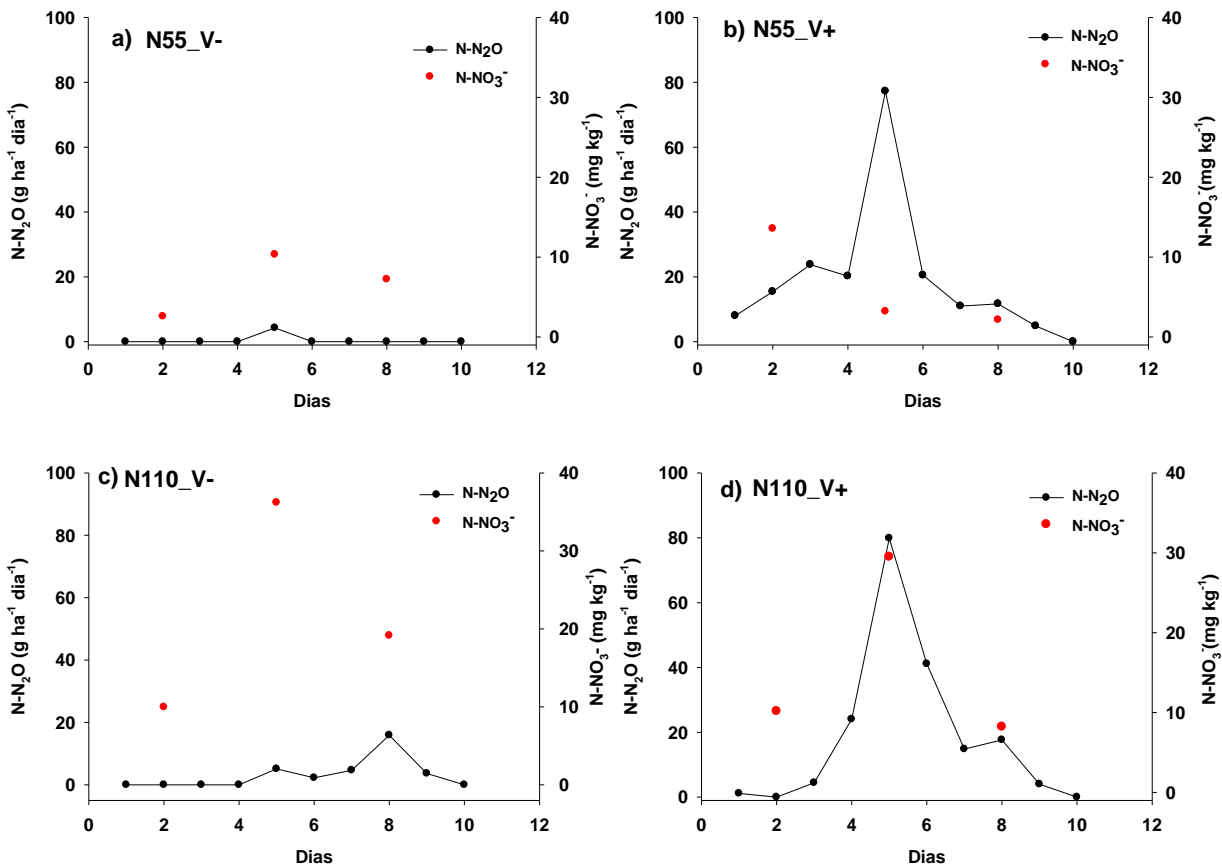 a) N55_V-
N-N₂O
N-NO₃⁻
N-N₂O (g ha⁻¹ dia⁻¹)
100
80
60
40
20
0
40
30
20
10
0
N-NO₃⁻ (mg kg⁻¹)
0 2 4 6 8 10 12
Dias
b) N55_V+
N-N₂O
N-NO₃⁻
N-N₂O (g ha⁻¹ dia⁻¹)
100
80
60
40
20
0
40
30
20
10
0
N-NO₃⁻ (mg kg⁻¹)
0 2 4 6 8 10 12
Dias
c) N110_V-
N-N₂O
N-NO₃⁻
N-N₂O (g ha⁻¹ dia⁻¹)
100
80
60
40
20
0
40
30
20
10
0
N-NO₃- (mg kg⁻¹)
0 2 4 6 8 10 12
Dias
d) N110_V+
N-N₂O
N-NO₃⁻
N-N₂O (g ha⁻¹ dia⁻¹)
100
80
60
40
20
0
40
30
20
10
0
N-NO₃⁻ (mg kg⁻¹)
0 2 4 6 8 10 12
Dias